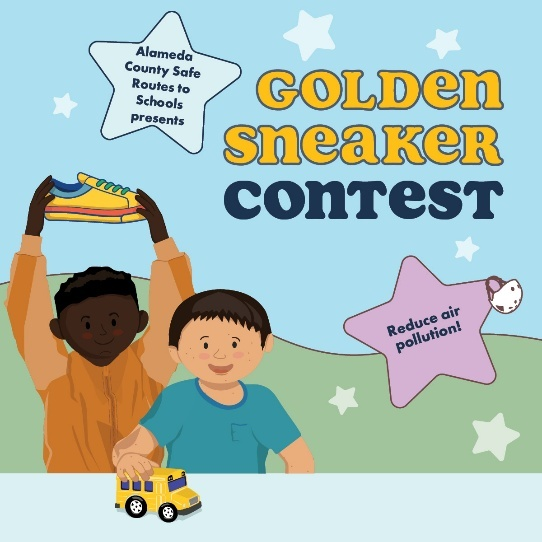 Alameda
County Safe
Routes to
Schools
presents
GOLDEN
SNEAKER
CONTEST
Reduce air
pollution!